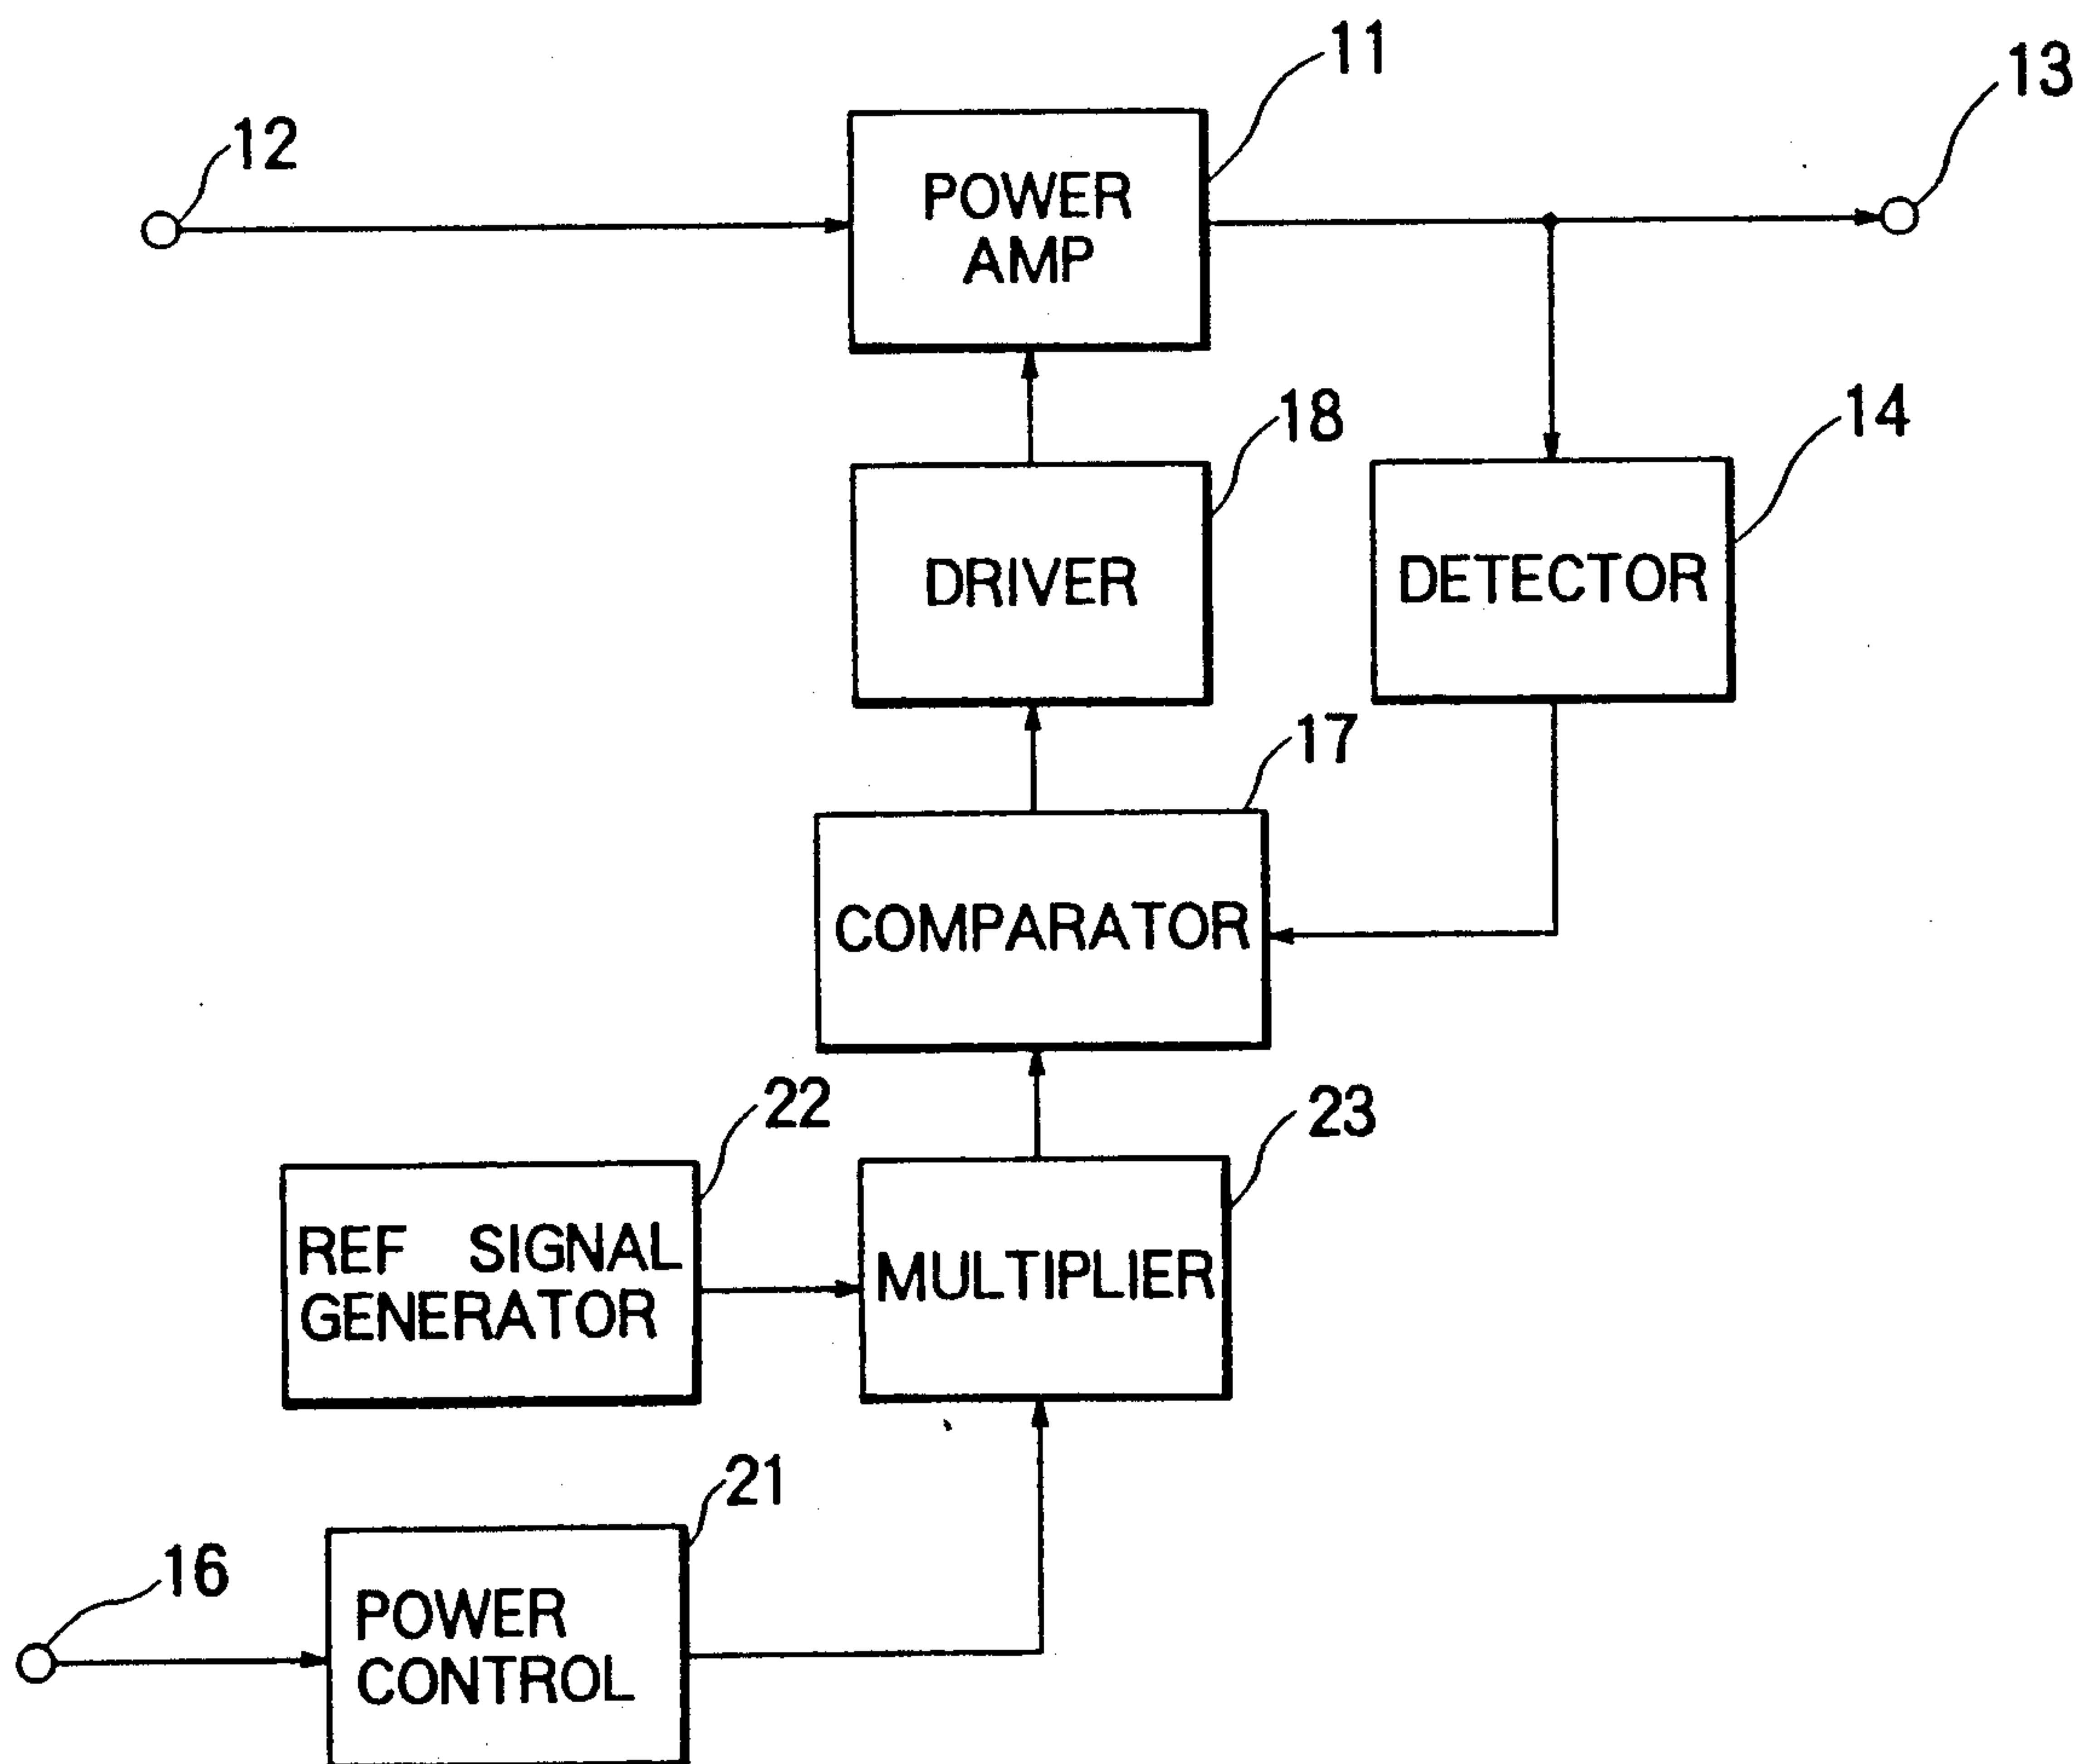 11
13
12
POWER
AMP
18
14
DRIVER
DETECTOR
17
COMPARATOR
22
23
REF SIGNAL
GENERATOR
MULTIPLIER
21
16
POWER
CONTROL